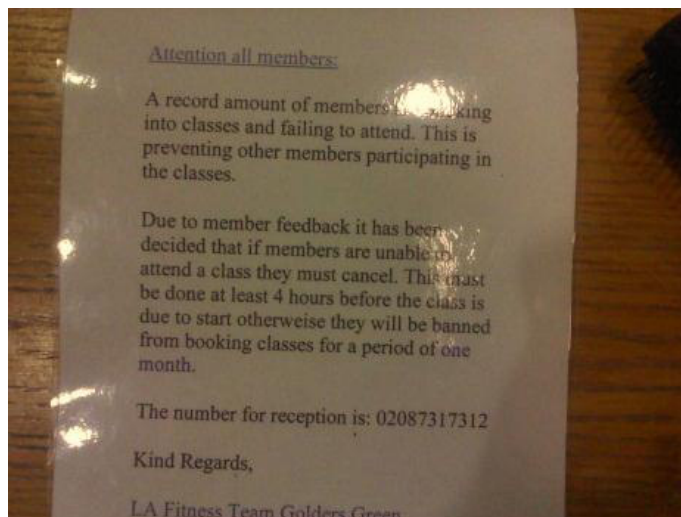 Attention all members:
A record amount of members king
into classes and failing to attend. This is
preventing other members participating in
the classes.
Due to member feedback it has been
decided that if members are unable to
attend a class they must cancel. This must
be done at least 4 hours before the class is
due to start otherweise they will be banned
from booking classes for a period of one
month.
The number for reception is: 02087317312
Kind Regards,
LA Fitness Team Golders Green